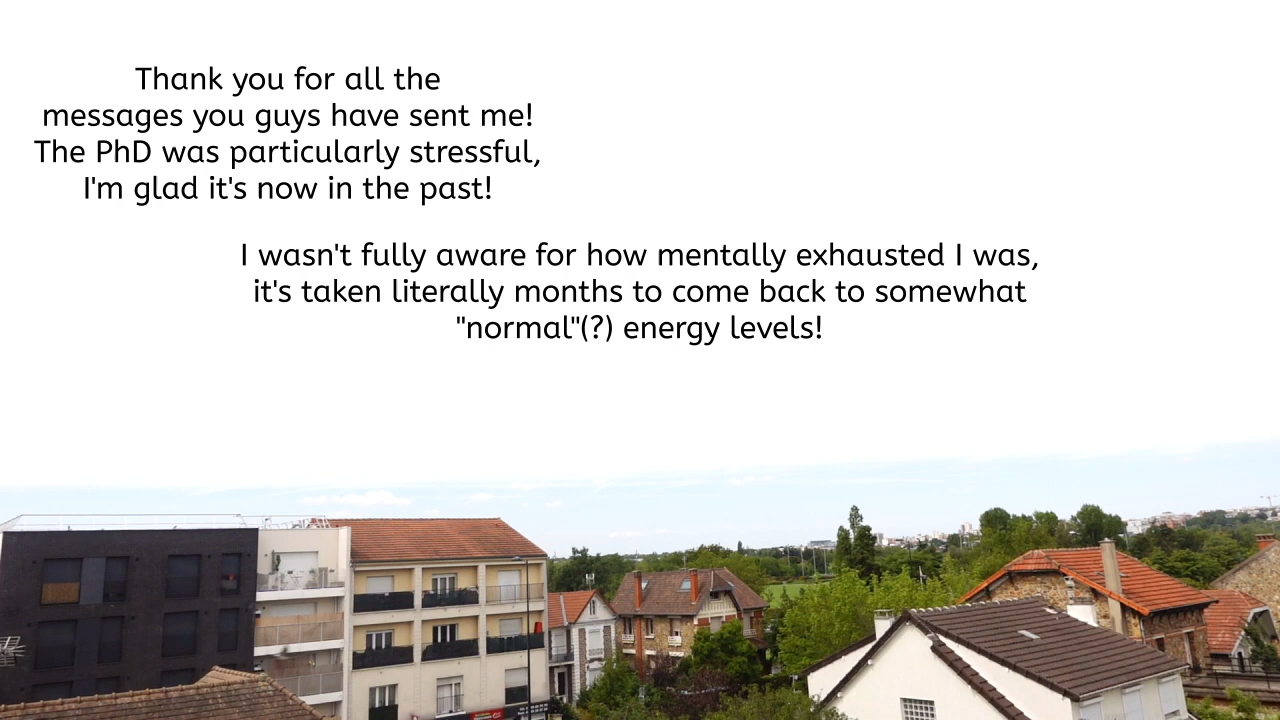 Thank you for all the
messages you guys have sent me!
The PhD was particularly stressful,
I'm glad it's now in the past!
I wasn't fully aware for how mentally exhausted I was,
it's taken literally months to come back to somewhat
"normal"(?) energy levels!